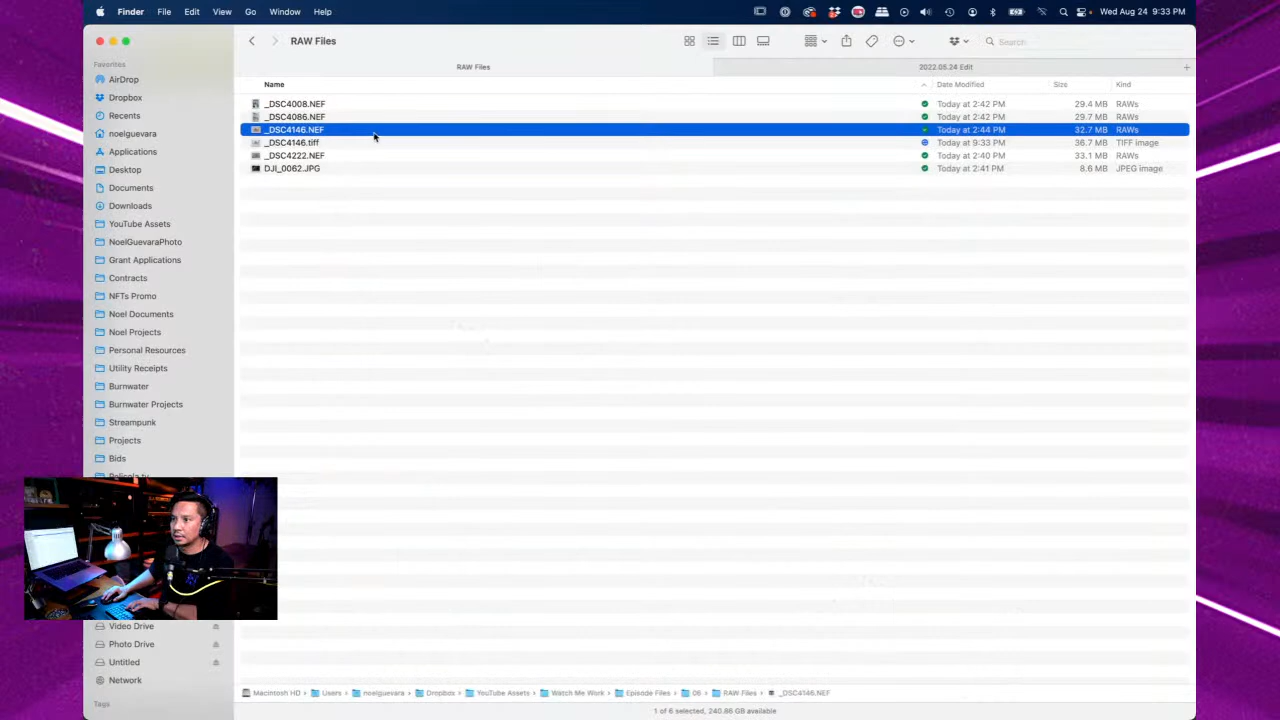 Finder File Edit View Go Window Help Wed Aug 24 9:33 PM
RAW Files Search
RAW Files 2022.05.24 Edit
Name Date Modified Size Kind
_DSC4008.NEF Today at 2:42 PM 29.4 MB RAWs
_DSC4086.NEF Today at 2:42 PM 29.7 MB RAWs
_DSC4146.NEF Today at 2:44 PM 32.7 MB RAWs
_DSC4146.tiff Today at 9:33 PM 36.7 MB TIFF image
_DSC4222.NEF Today at 2:40 PM 33.1 MB RAWs
DJI_0062.JPG Today at 2:41 PM 8.6 MB JPEG image
Favorites
AirDrop
Dropbox
Recents
noelguevara
Applications
Desktop
Documents
Downloads
YouTube Assets
NoelGuevaraPhoto
Grant Applications
Contracts
NFTs Promo
Noel Documents
Noel Projects
Personal Resources
Utility Receipts
Burnwater
Burnwater Projects
Streampunk
Projects
Bids
Video Drive
Photo Drive
Untitled
Network
Tags
Macintosh HD › Users › noelguevara › Dropbox › YouTube Assets › Watch Me Work › Episode Files › 06 › RAW Files › _DSC4146.NEF
1 of 6 selected, 240.66 GB available